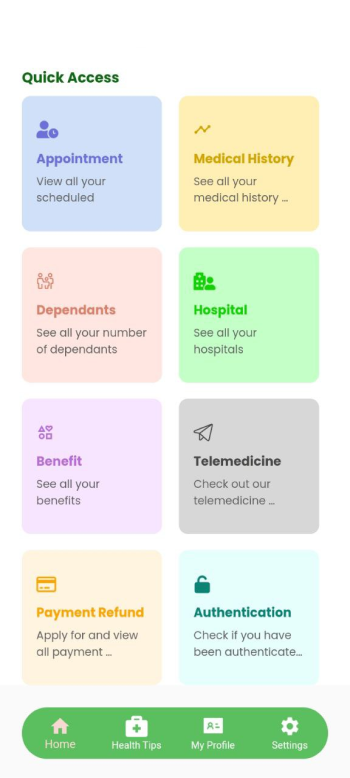 Quick Access
Appointment
View all your
scheduled
Medical History
See all your
medical history ...
Dependants
See all your number
of dependants
Hospital
See all your
hospitals
Benefit
See all your
benefits
Telemedicine
Check out our
telemedicine ...
Payment Refund
Apply for and view
all payment ...
Authentication
Check if you have
been authenticate...
Home
Health Tips
My Profile
Settings